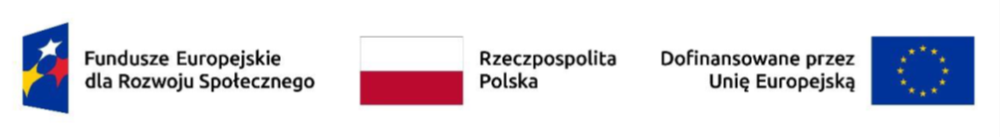 Fundusze Europejskie
dla Rozwoju Społecznego
Rzeczpospolita
Polska
Dofinansowane przez
Unię Europejską